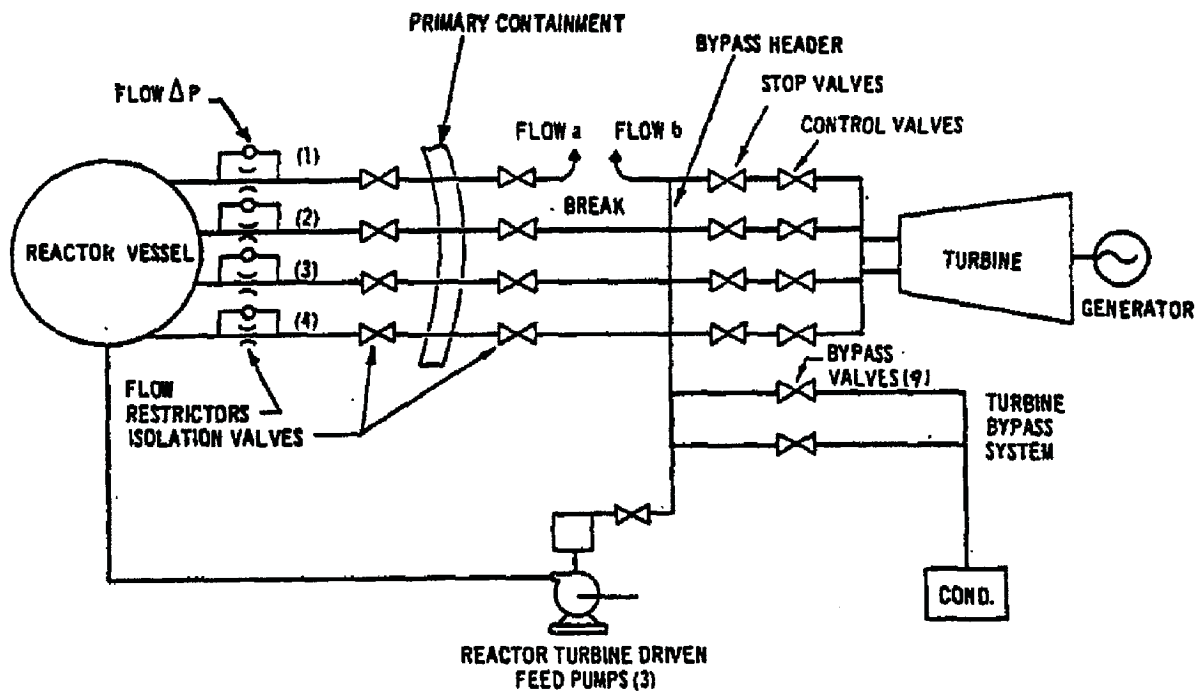 PRIMARY CONTAINMENT
BYPASS HEADER
STOP VALVES
CONTROL VALVES
FLOW ΔP
FLOW a
FLOW b
(1)
BREAK
(2)
REACTOR VESSEL
(3)
TURBINE
GENERATOR
(4)
FLOW
RESTRICTORS
ISOLATION VALVES
BYPASS
VALVES (9)
TURBINE
BYPASS
SYSTEM
COND.
REACTOR TURBINE DRIVEN
FEED PUMPS (3)